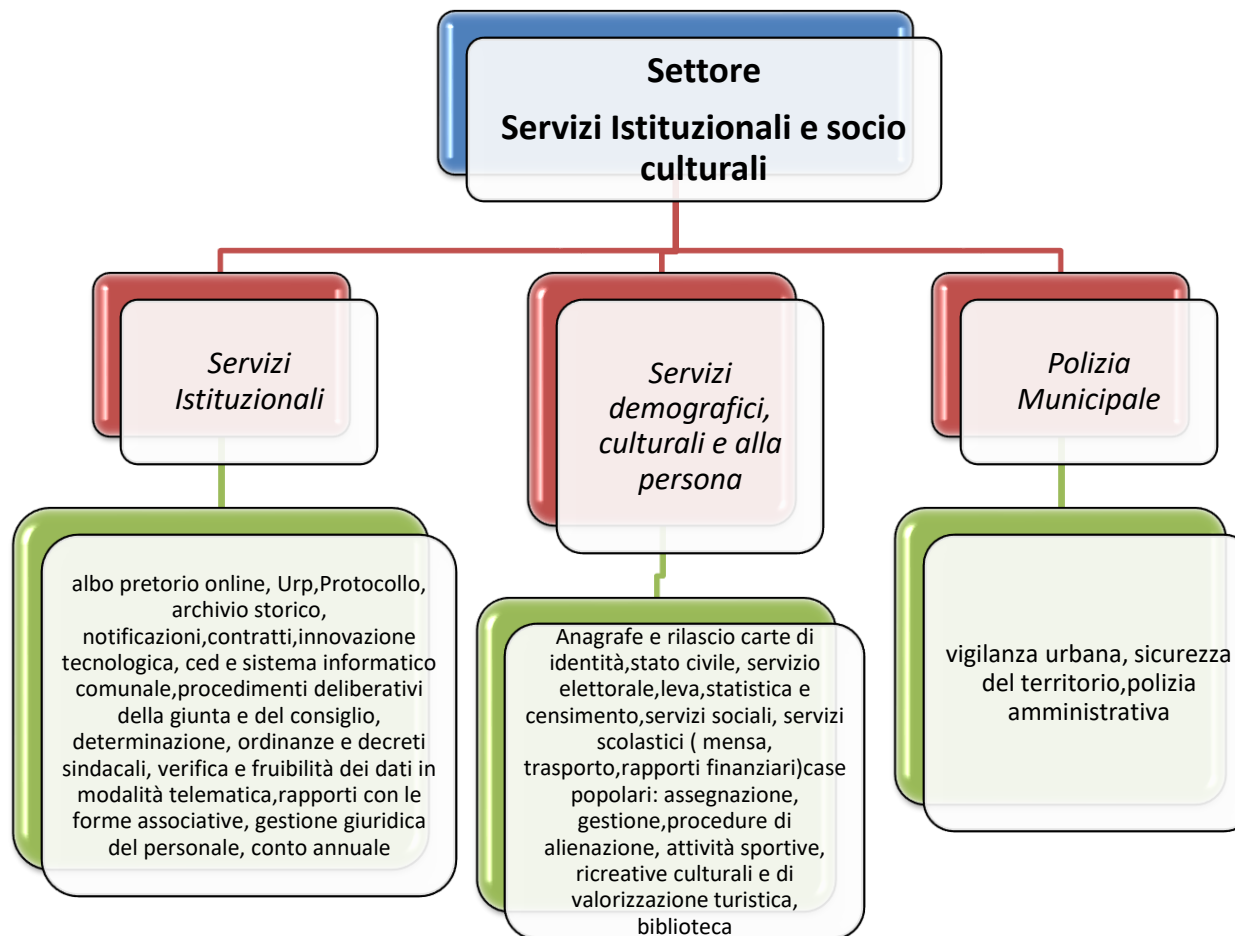 Settore
Servizi Istituzionali e socio
culturali
Servizi
Istituzionali
albo pretorio online, Urp,Protocollo,
archivio storico,
notificazioni,contratti,innovazione
tecnologica, ced e sistema informatico
comunale,procedimenti deliberativi
della giunta e del consiglio,
determinazione, ordinanze e decreti
sindacali, verifica e fruibilità dei dati in
modalità telematica,rapporti con le
forme associative, gestione giuridica
del personale, conto annuale
Servizi
demografici,
culturali e alla
persona
Anagrafe e rilascio carte di
identità,stato civile, servizio
elettorale,leva,statistica e
censimento,servizi sociali, servizi
scolastici ( mensa,
trasporto,rapporti finanziari)case
popolari: assegnazione,
gestione,procedure di
alienazione, attività sportive,
ricreative culturali e di
valorizzazione turistica,
biblioteca
Polizia
Municipale
vigilanza urbana, sicurezza
del territorio,polizia
amministrativa